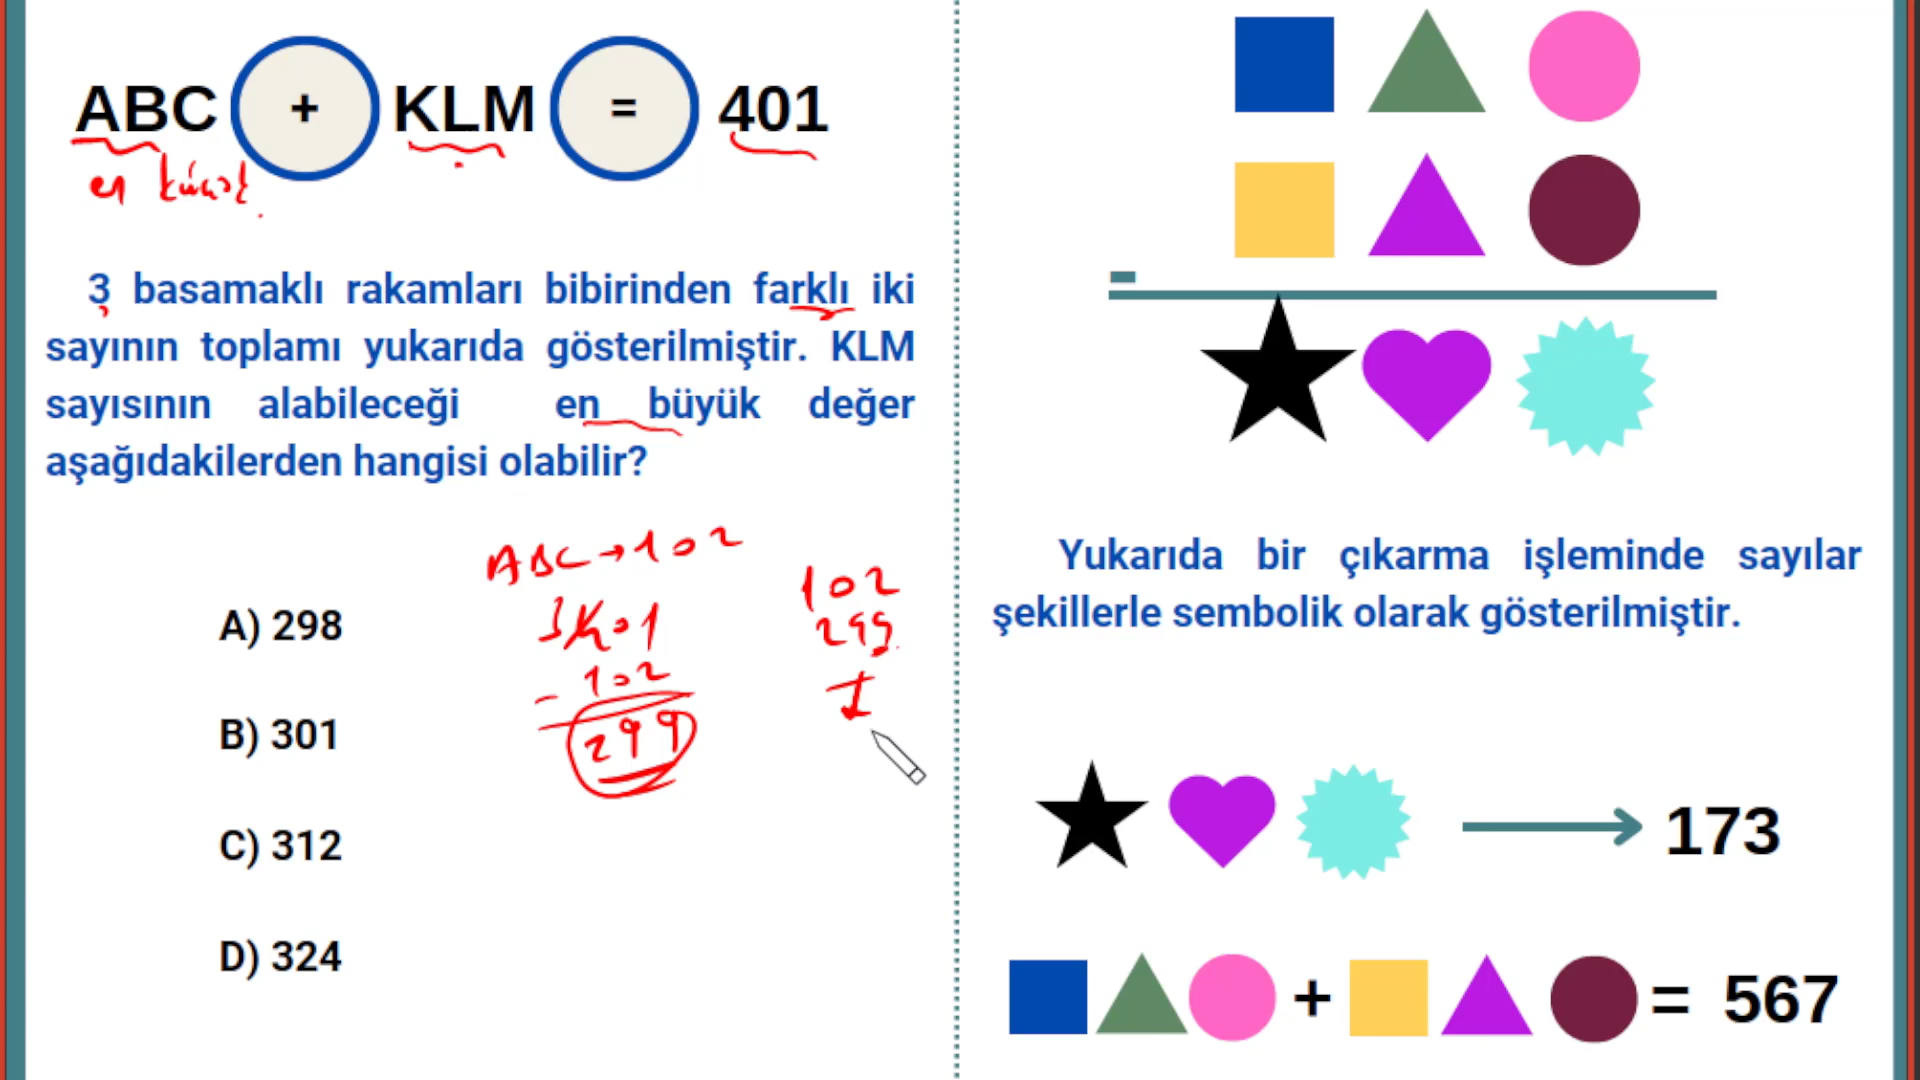 ABC + KLM = 401
en küçük
3 basamaklı rakamları bibirinden farklı iki
sayının toplamı yukarıda gösterilmiştir. KLM
sayısının alabileceği en büyük değer
aşağıdakilerden hangisi olabilir?
ABC → 102
401
- 102
299
102
299
A) 298
B) 301
C) 312
D) 324
-
Yukarıda bir çıkarma işleminde sayılar
şekillerle sembolik olarak gösterilmiştir.
173
+ = 567